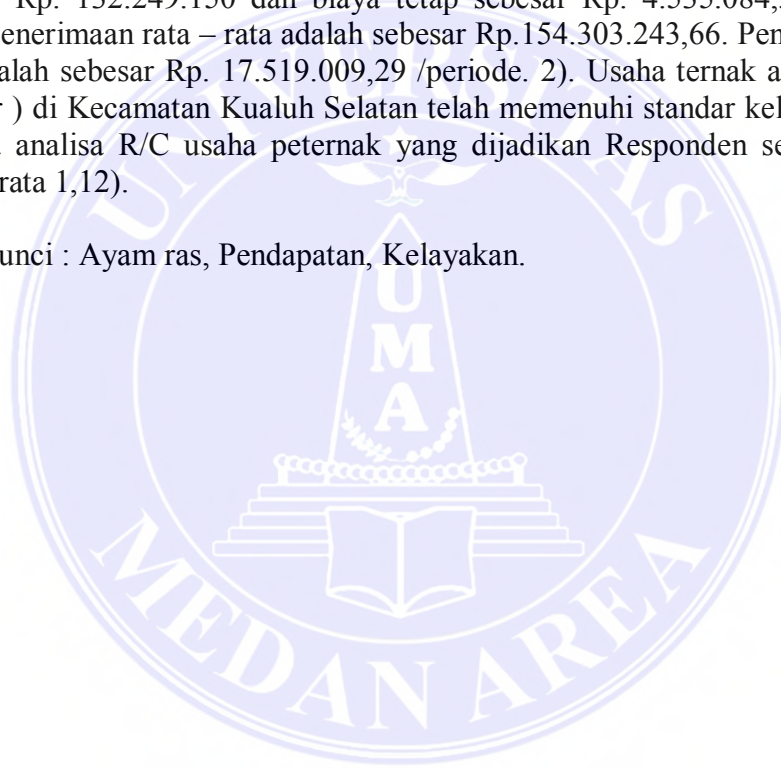 Rp. 132.249.150 dan biaya tetap sebesar Rp. 4.535.084,
enerimaan rata – rata adalah sebesar Rp.154.303.243,66. Pen
alah sebesar Rp. 17.519.009,29 /periode. 2). Usaha ternak a
r ) di Kecamatan Kualuh Selatan telah memenuhi standar kel
analisa R/C usaha peternak yang dijadikan Responden se
rata 1,12).
unci : Ayam ras, Pendapatan, Kelayakan.
UNIVERSITAS
UMA
MEDAN AREA